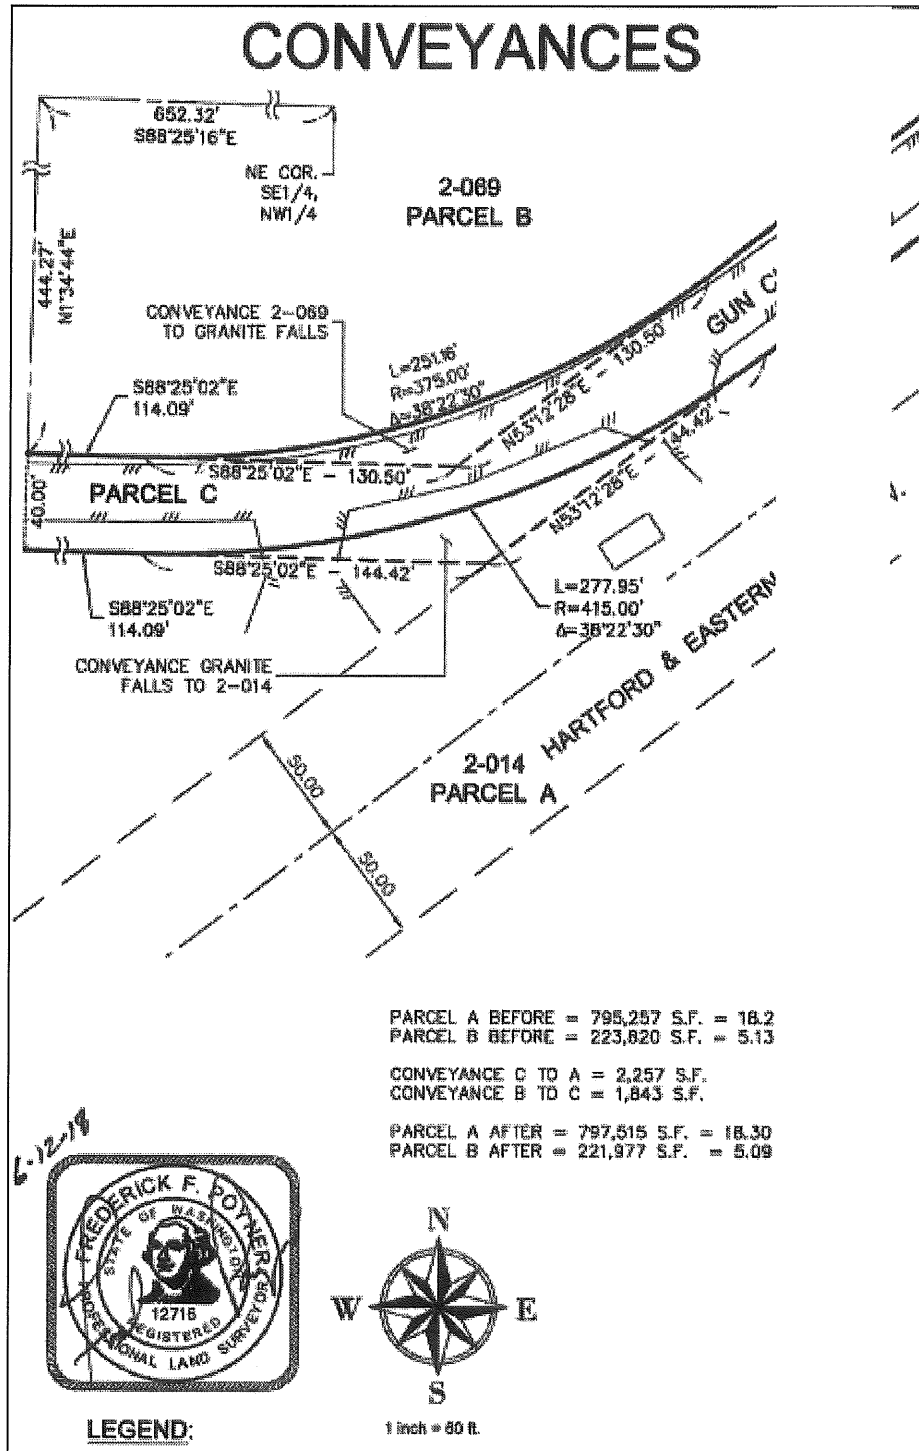 CONVEYANCES
652.32'
S88°25'16"E
NE COR.
SE1/4,
NW1/4
2-069
PARCEL B
444.27'
N1°34'44"E
CONVEYANCE 2-069
TO GRANITE FALLS
L=251.16'
R=375.00'
Δ=38°22'30"
GUN C
S88°25'02"E
114.09'
N53°12'28"E - 130.50'
S88°25'02"E - 130.50'
PARCEL C
40.00'
N53°12'28"E - 144.42'
S88°25'02"E - 144.42'
L=277.95'
R=415.00'
Δ=38°22'30"
S88°25'02"E
114.09'
CONVEYANCE GRANITE
FALLS TO 2-014
HARTFORD & EASTERN
2-014
PARCEL A
50.00
50.00
PARCEL A BEFORE = 795,257 S.F. = 18.2
PARCEL B BEFORE = 223,820 S.F. = 5.13
CONVEYANCE C TO A = 2,257 S.F.
CONVEYANCE B TO C = 1,843 S.F.
PARCEL A AFTER = 797,515 S.F. = 18.30
PARCEL B AFTER = 221,977 S.F. = 5.09
6-12-18
FREDERICK F. POYNER
STATE OF WASHINGTON
12715
REGISTERED
PROFESSIONAL LAND SURVEYOR
N
W E
S
LEGEND:
1 inch = 60 ft.